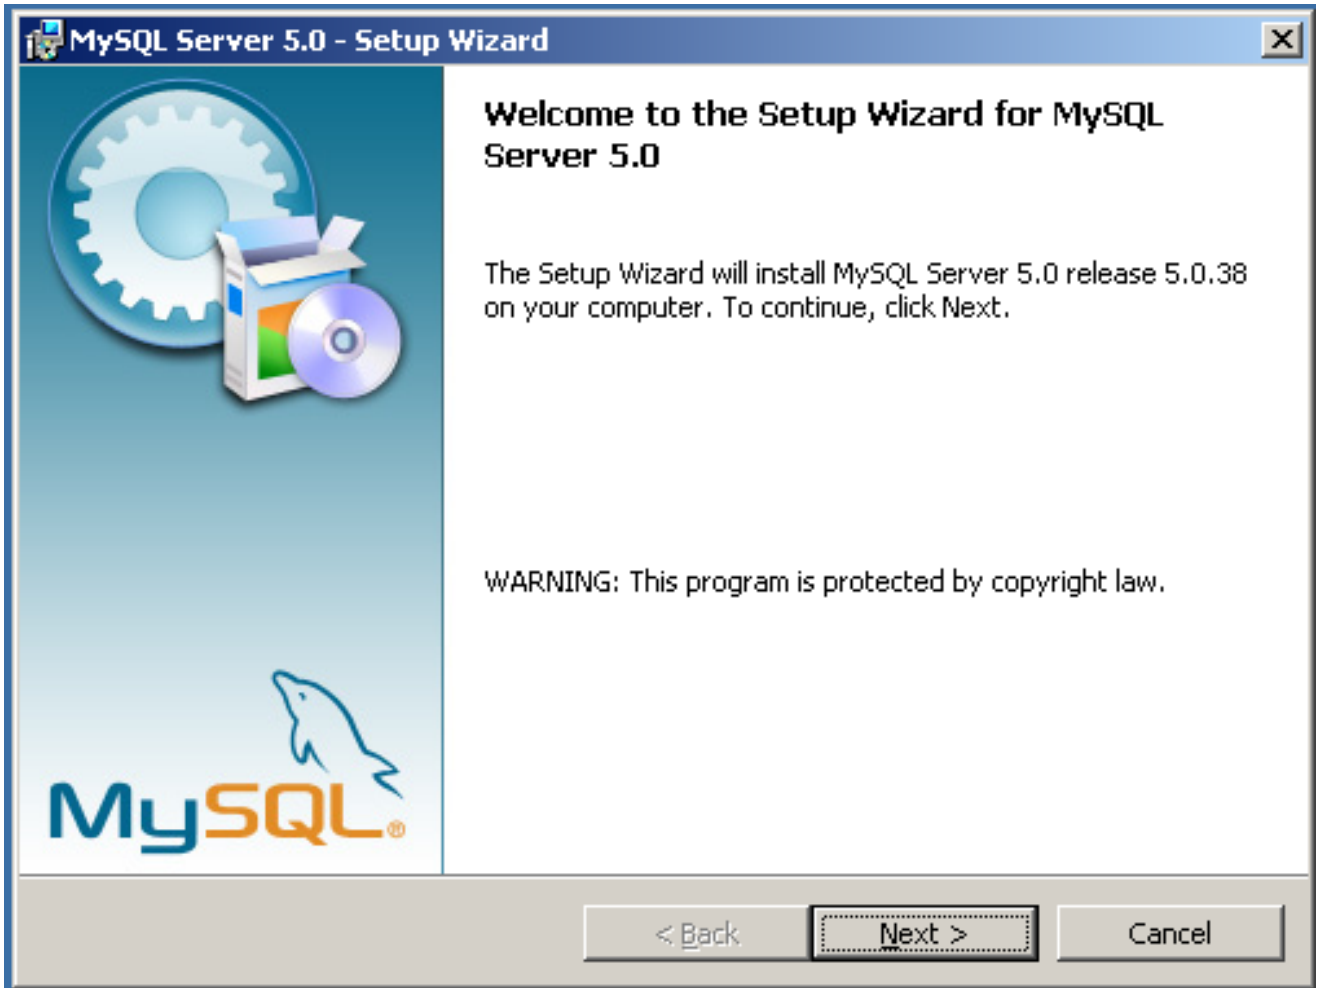 MySQL Server 5.0 - Setup Wizard
Welcome to the Setup Wizard for MySQL
Server 5.0
The Setup Wizard will install MySQL Server 5.0 release 5.0.38
on your computer. To continue, click Next.
WARNING: This program is protected by copyright law.
MySQL®
< Back
Next >
Cancel